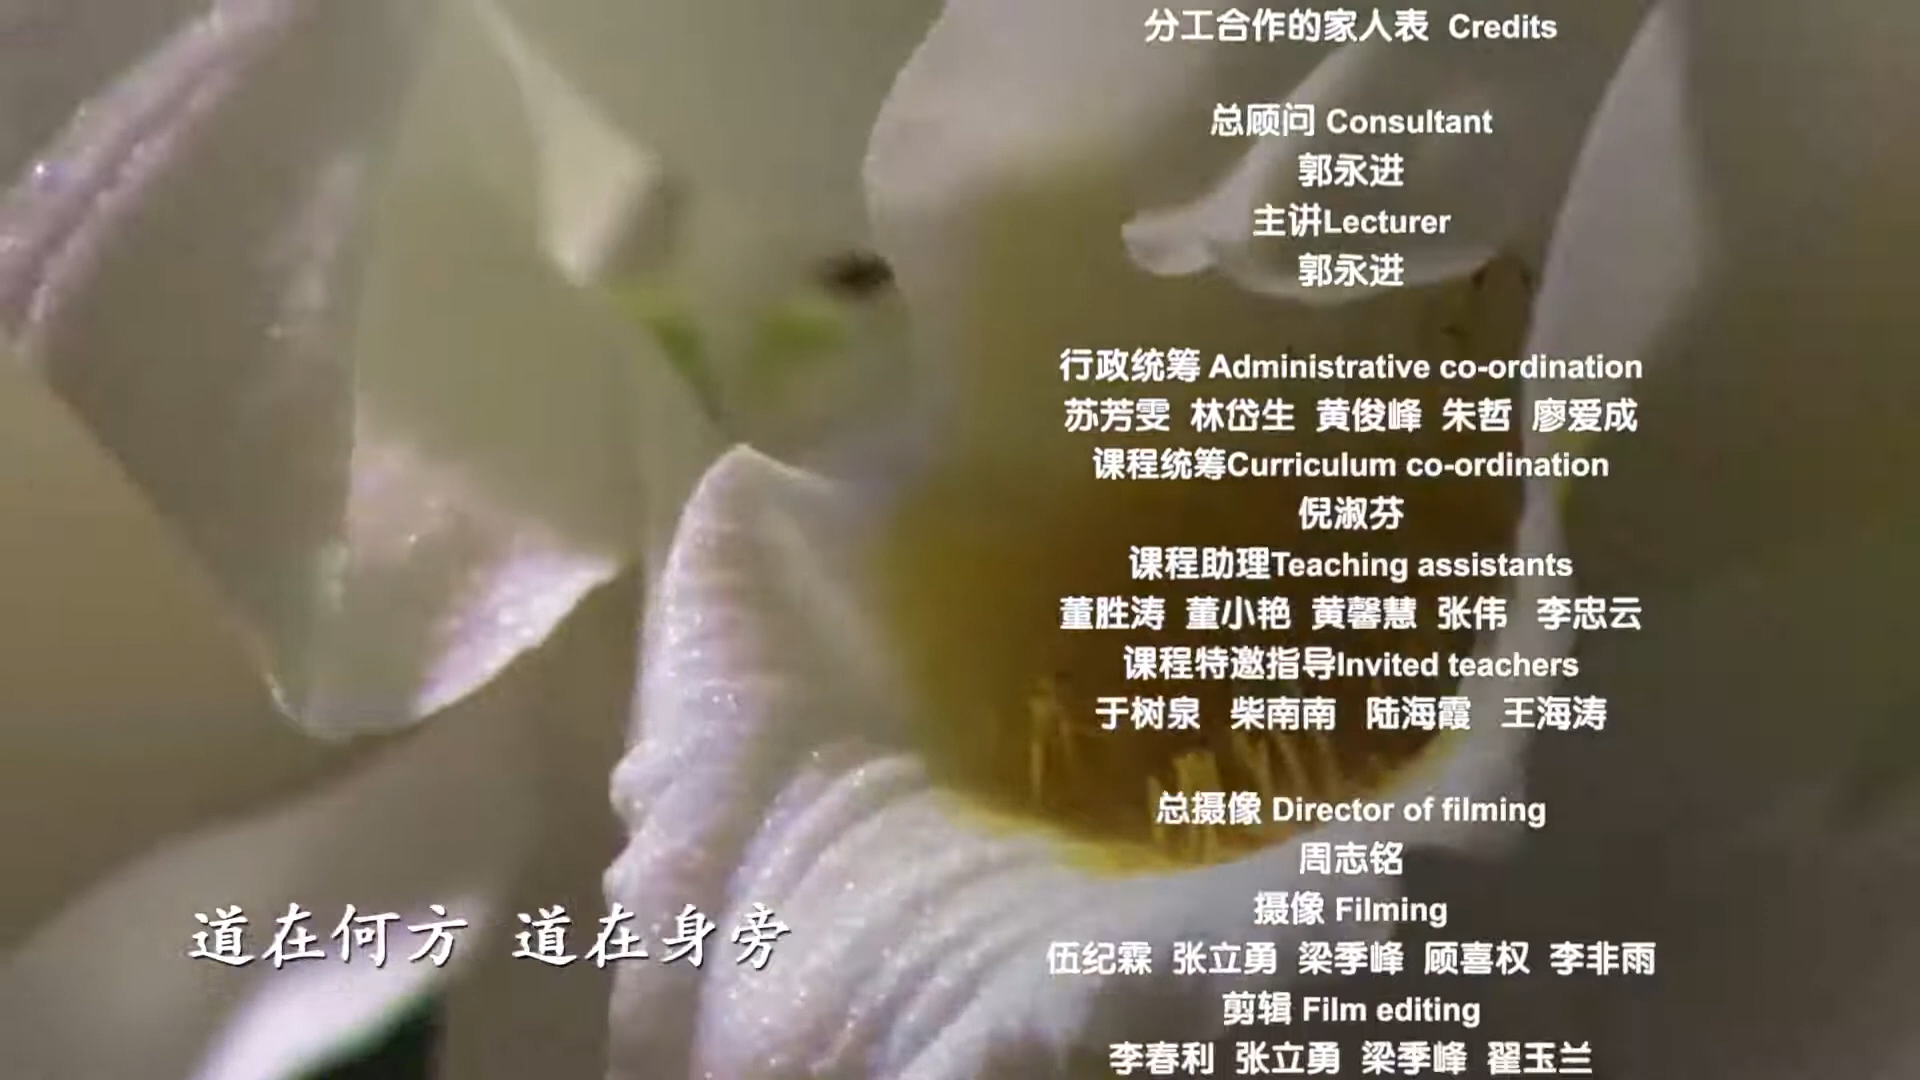 分工合作的家人表 Credits
总顾问 Consultant
郭永进
主讲Lecturer
郭永进
行政统筹 Administrative co-ordination
苏芳雯 林岱生 黄俊峰 朱哲 廖爱成
课程统筹Curriculum co-ordination
倪淑芬
课程助理Teaching assistants
董胜涛 董小艳 黄馨慧 张伟 李忠云
课程特邀指导Invited teachers
于树泉 柴南南 陆海霞 王海涛
总摄像 Director of filming
周志铭
摄像 Filming
伍纪霖 张立勇 梁季峰 顾喜权 李非雨
剪辑 Film editing
李春利 张立勇 梁季峰 翟玉兰
道在何方 道在身旁